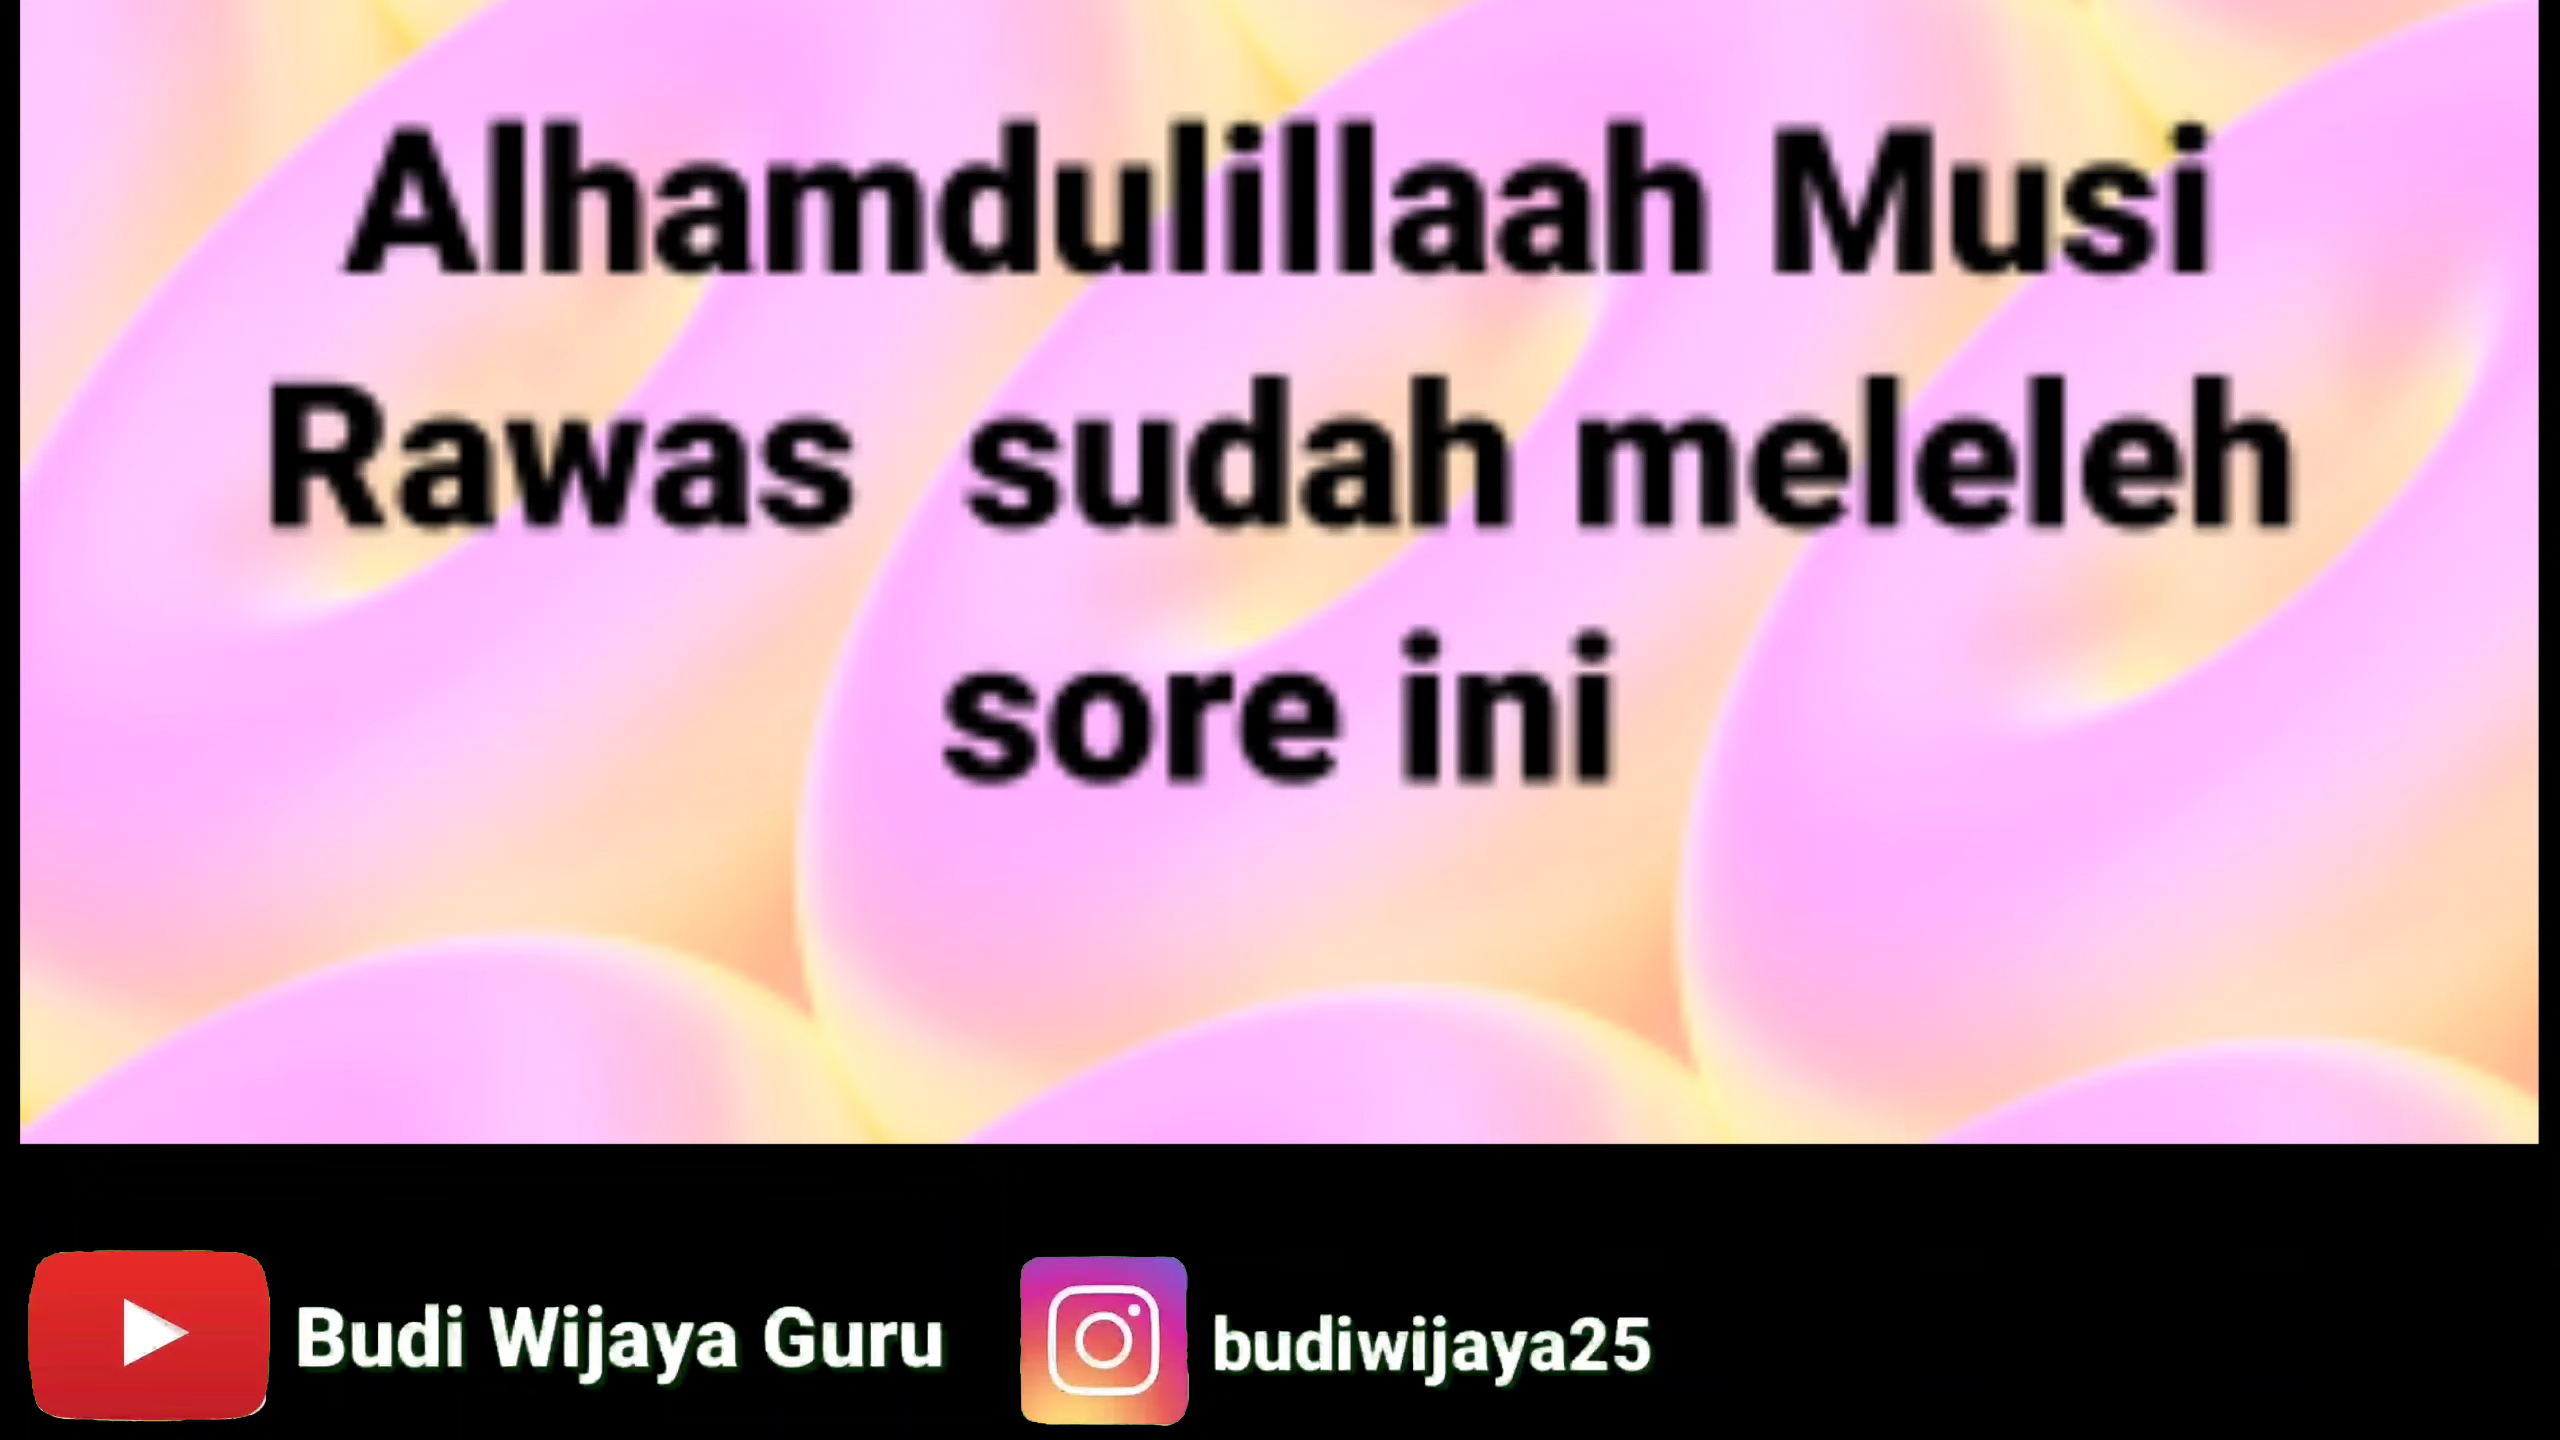 Alhamdulillaah Musi
Rawas  sudah meleleh
sore ini
Budi Wijaya Guru
budiwijaya25